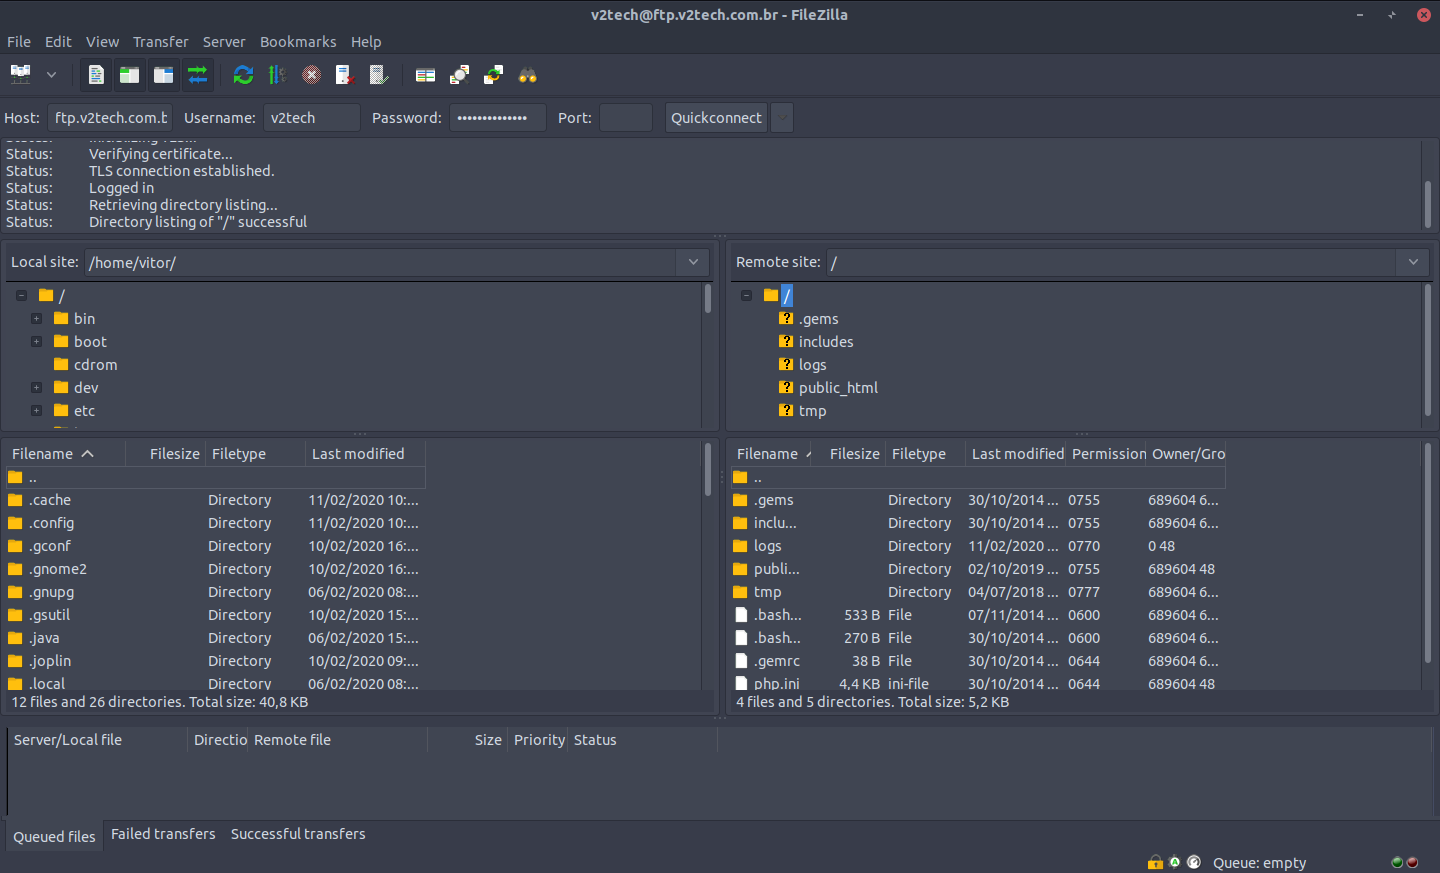 v2tech@ftp.v2tech.com.br - FileZilla
File Edit View Transfer Server Bookmarks Help
Host: ftp.v2tech.com.b Username: v2tech Password: •••••••••••••• Port: Quickconnect
Status: Verifying certificate...
Status: TLS connection established.
Status: Logged in
Status: Retrieving directory listing...
Status: Directory listing of "/" successful
Local site: /home/vitor/
/
bin
boot
cdrom
dev
etc
Remote site: /
/
.gems
includes
logs
public_html
tmp
Filename Filesize Filetype Last modified
..
.cache Directory 11/02/2020 10:...
.config Directory 11/02/2020 10:...
.gconf Directory 10/02/2020 16:...
.gnome2 Directory 10/02/2020 16:...
.gnupg Directory 06/02/2020 08:...
.gsutil Directory 10/02/2020 15:...
.java Directory 06/02/2020 15:...
.joplin Directory 10/02/2020 09:...
.local Directory 06/02/2020 08:...
12 files and 26 directories. Total size: 40,8 KB
Filename Filesize Filetype Last modified Permission Owner/Gro
..
.gems Directory 30/10/2014 ... 0755 689604 6...
inclu... Directory 30/10/2014 ... 0755 689604 6...
logs Directory 11/02/2020 ... 0770 0 48
publi... Directory 02/10/2019 ... 0755 689604 48
tmp Directory 04/07/2018 ... 0777 689604 6...
.bash... 533 B File 07/11/2014 ... 0600 689604 6...
.bash... 270 B File 30/10/2014 ... 0600 689604 6...
.gemrc 38 B File 30/10/2014 ... 0644 689604 6...
php.ini 4,4 KB ini-file 30/10/2014 ... 0644 689604 48
4 files and 5 directories. Total size: 5,2 KB
Server/Local file Directio Remote file Size Priority Status
Queued files Failed transfers Successful transfers
Queue: empty